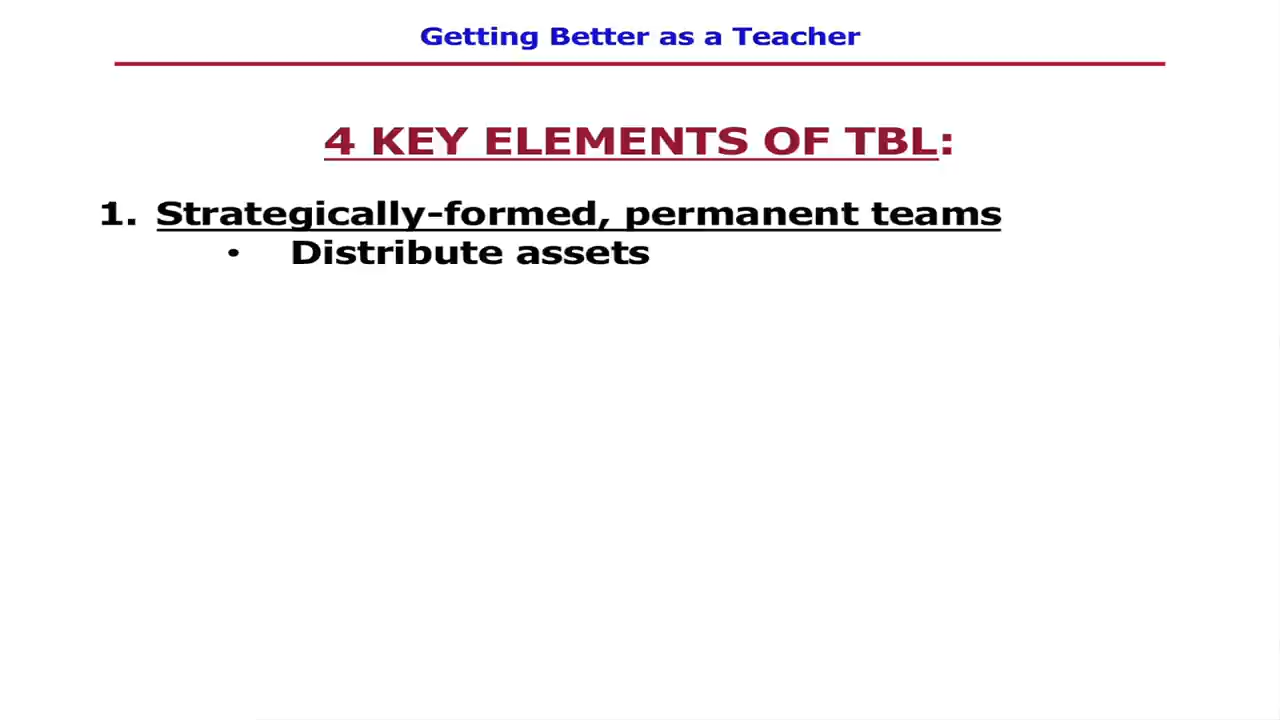 Getting Better as a Teacher
4 KEY ELEMENTS OF TBL:
1. Strategically-formed, permanent teams
• Distribute assets